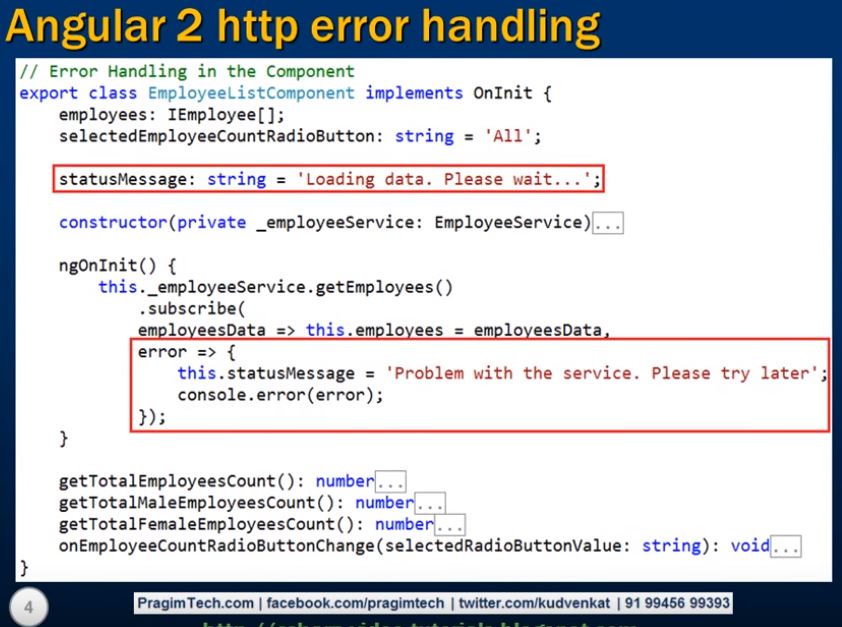 Angular 2 http error handling
// Error Handling in the Component
export class EmployeeListComponent implements OnInit {
employees: IEmployee[];
selectedEmployeeCountRadioButton: string = 'All';
statusMessage: string = 'Loading data. Please wait...';
constructor(private _employeeService: EmployeeService)...
ngOnInit() {
this._employeeService.getEmployees()
.subscribe(
employeesData => this.employees = employeesData,
error => {
this.statusMessage = 'Problem with the service. Please try later';
console.error(error);
});
}
getTotalEmployeesCount(): number...
getTotalMaleEmployeesCount(): number...
getTotalFemaleEmployeesCount(): number...
onEmployeeCountRadioButtonChange(selectedRadioButtonValue: string): void...
}
4
PragimTech.com | facebook.com/pragimtech | twitter.com/kudvenkat | 91 99456 99393